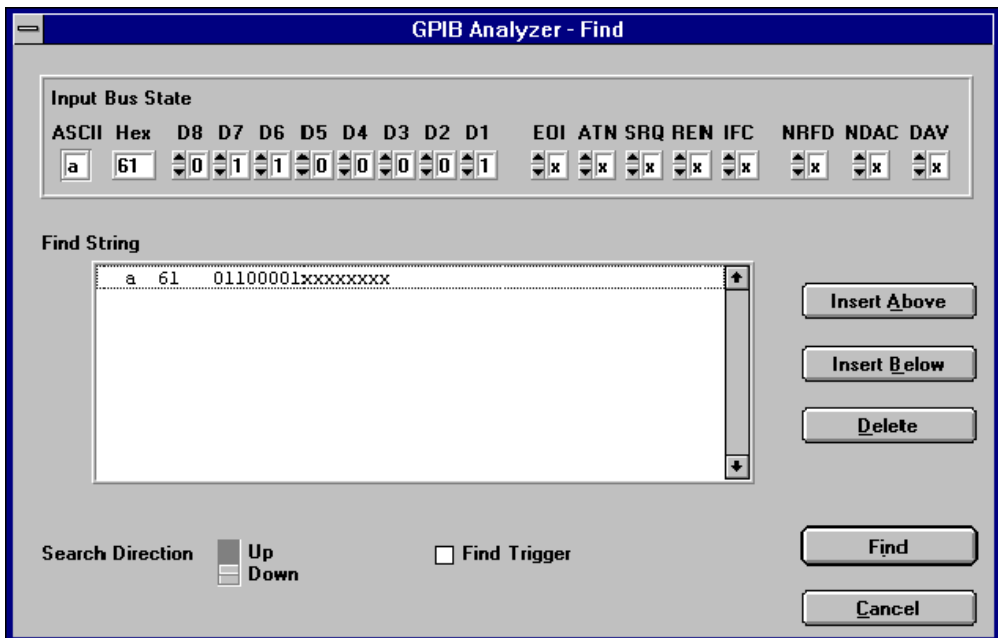 GPIB Analyzer - Find
Input Bus State
ASCII Hex D8 D7 D6 D5 D4 D3 D2 D1 EOI ATN SRQ REN IFC NRFD NDAC DAV
a 61 0 1 1 0 0 0 0 1 x x x x x x x x
Find String
a 61 01100001xxxxxxxx
Insert Above
Insert Below
Delete
Search Direction Up
Down
Find Trigger
Find
Cancel